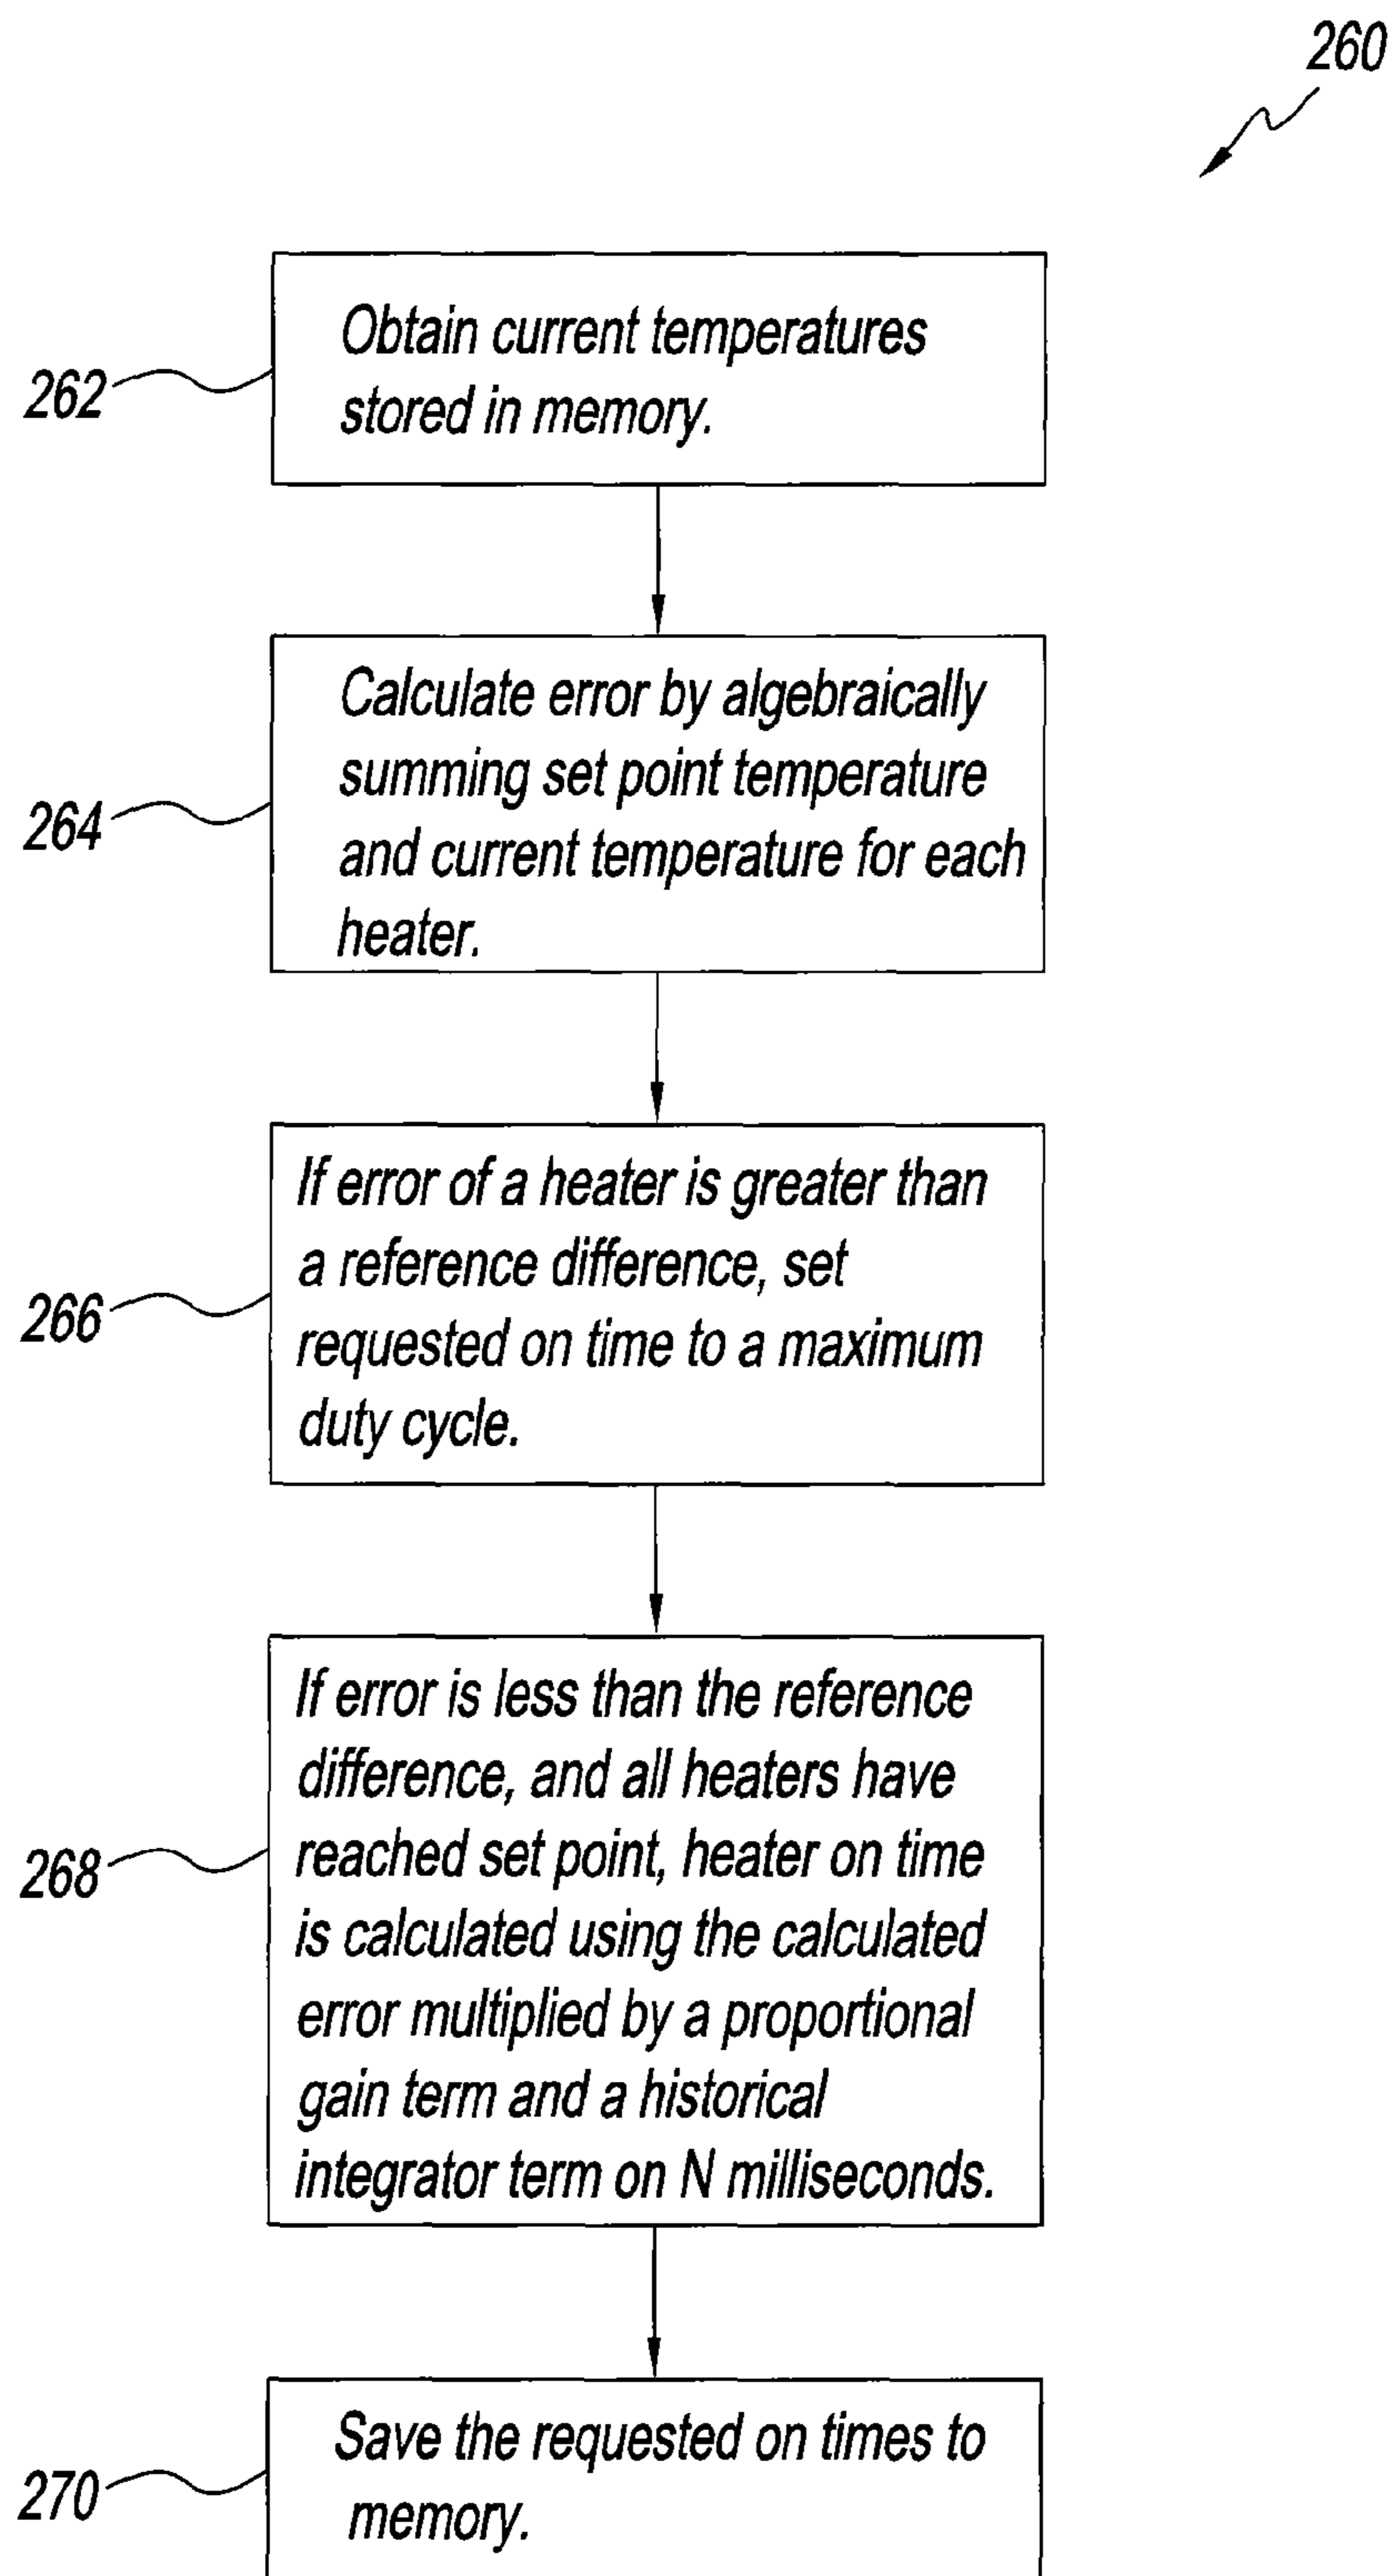 260
262
Obtain current temperatures
stored in memory.
264
Calculate error by algebraically
summing set point temperature
and current temperature for each
heater.
266
If error of a heater is greater than
a reference difference, set
requested on time to a maximum
duty cycle.
268
If error is less than the reference
difference, and all heaters have
reached set point, heater on time
is calculated using the calculated
error multiplied by a proportional
gain term and a historical
integrator term on N milliseconds.
270
Save the requested on times to
memory.